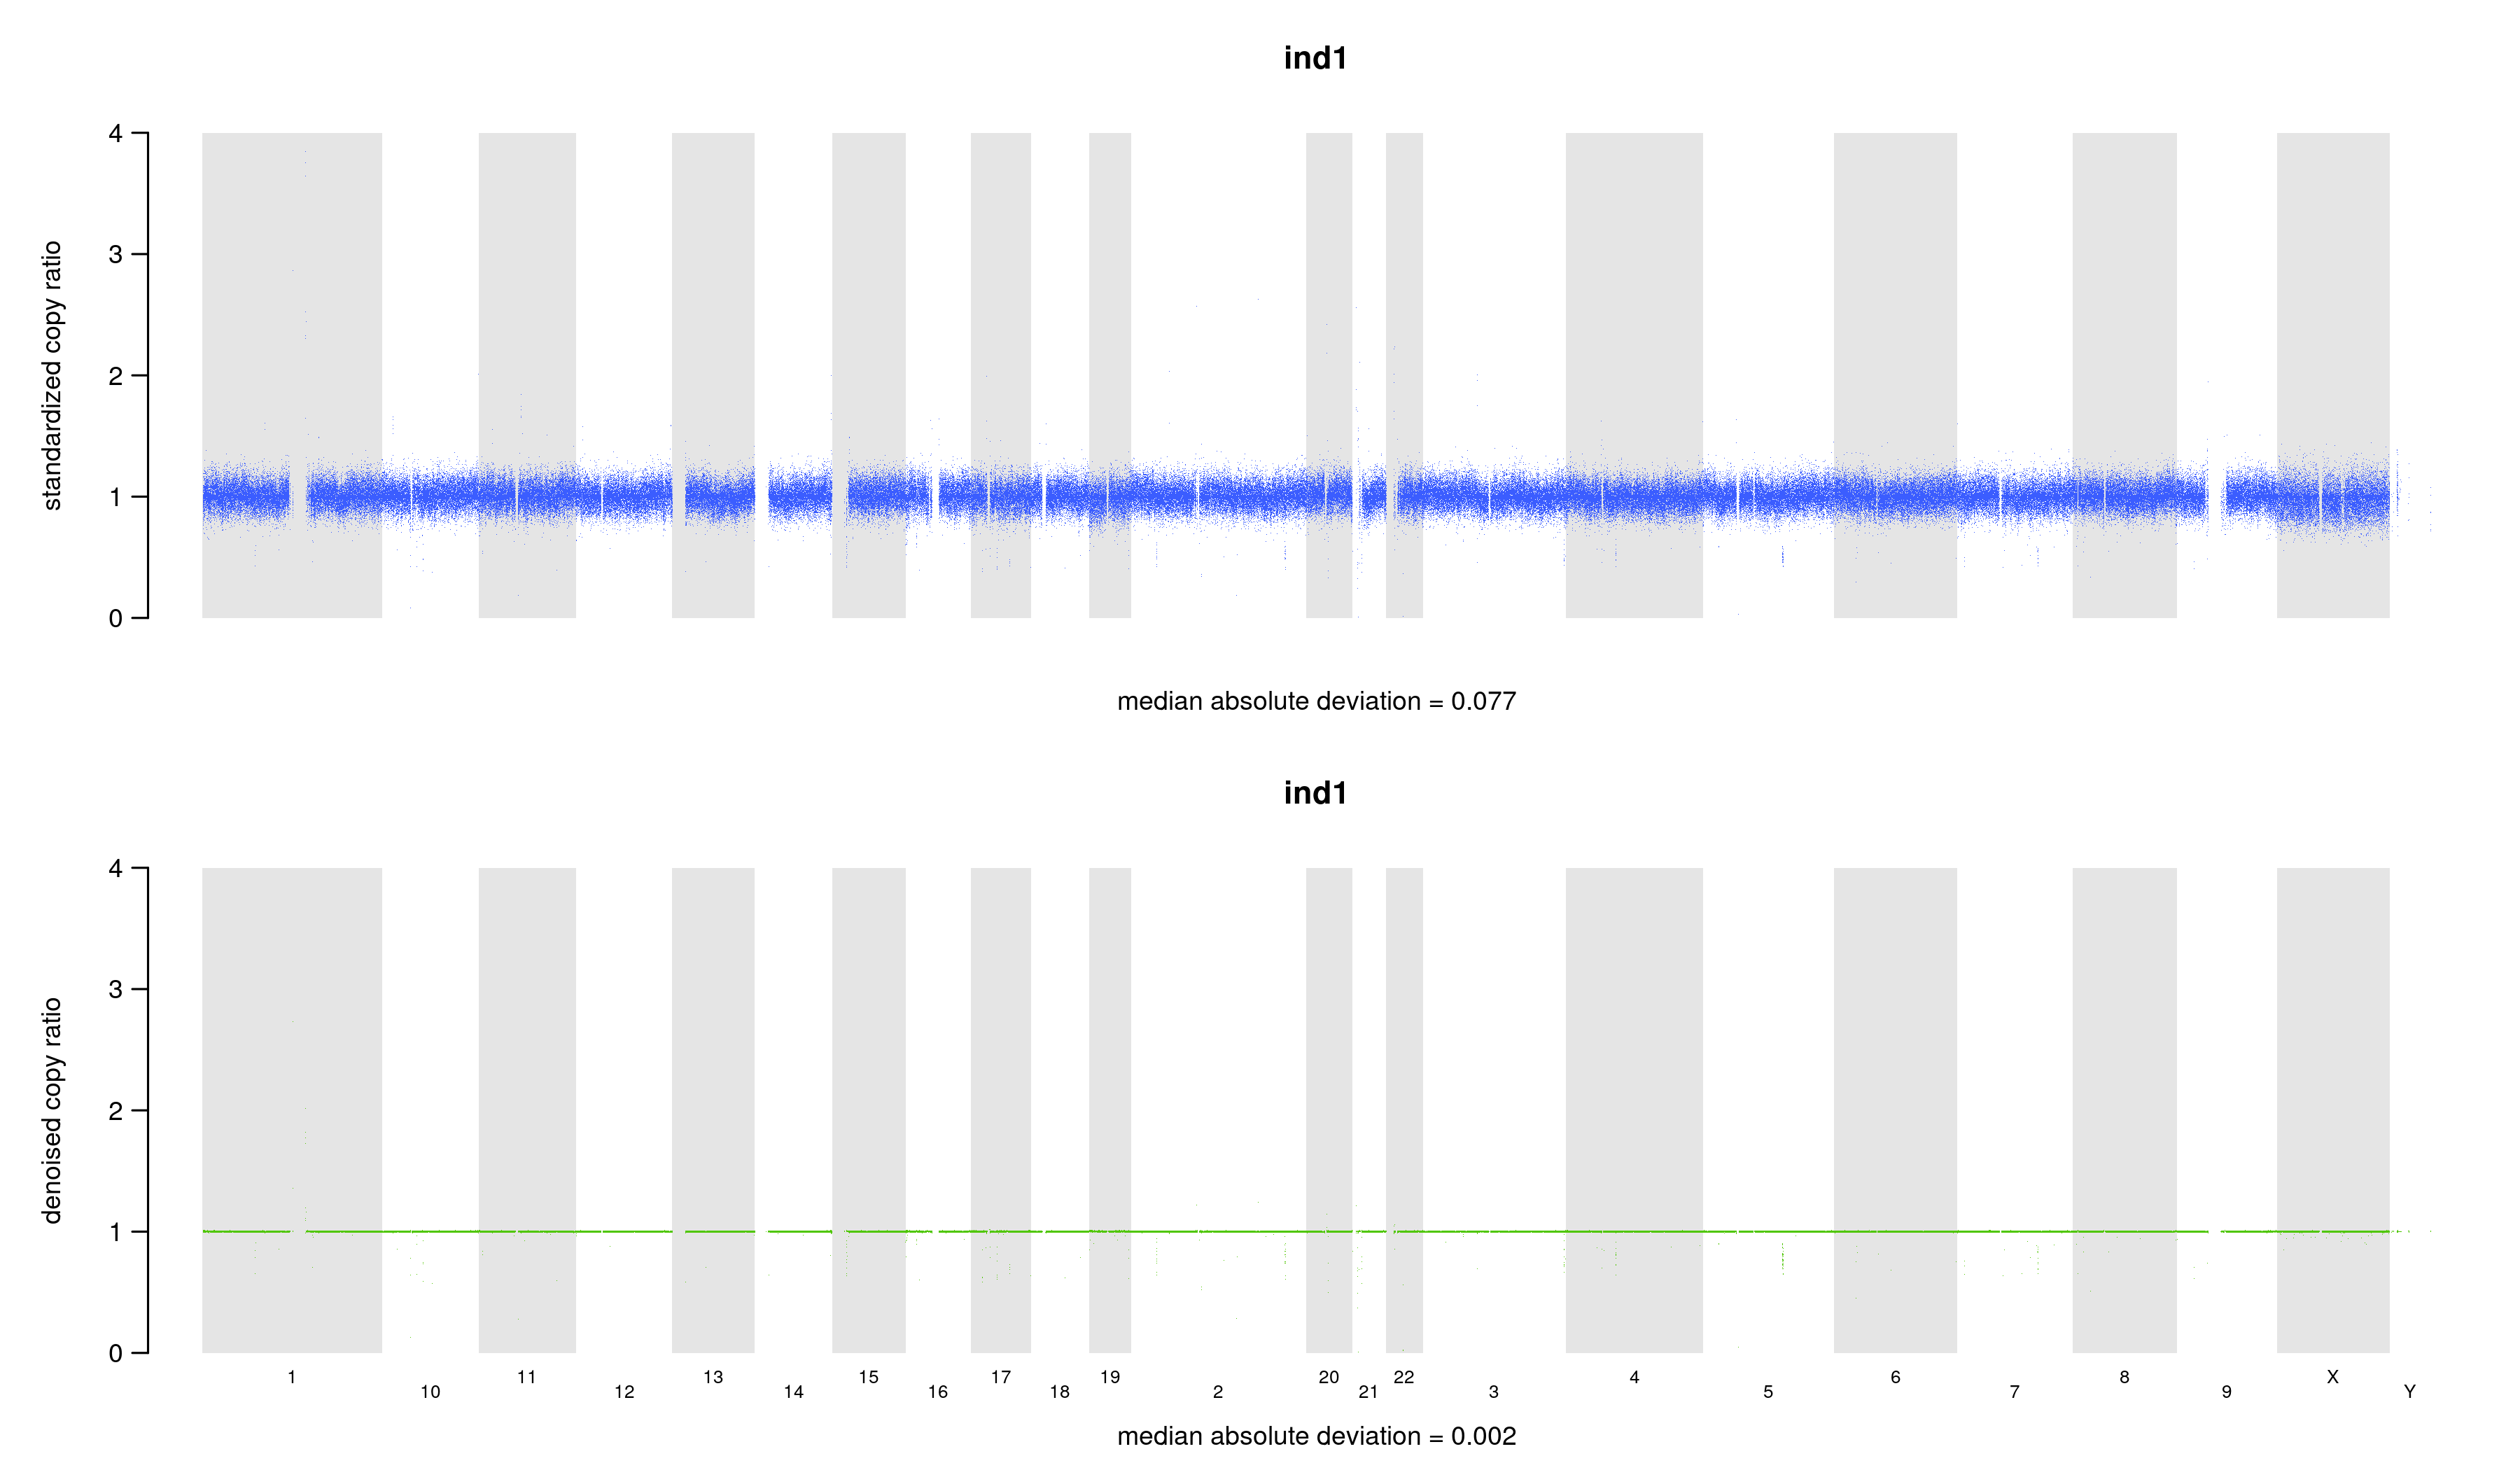 ind1
4
3
2
1
0
standardized copy ratio
median absolute deviation = 0.077
ind1
4
3
2
1
0
denoised copy ratio
1 11 13 15 17 19 20 22 4 6 8 X
10 12 14 16 18 2 21 3 5 7 9 Y
median absolute deviation = 0.002